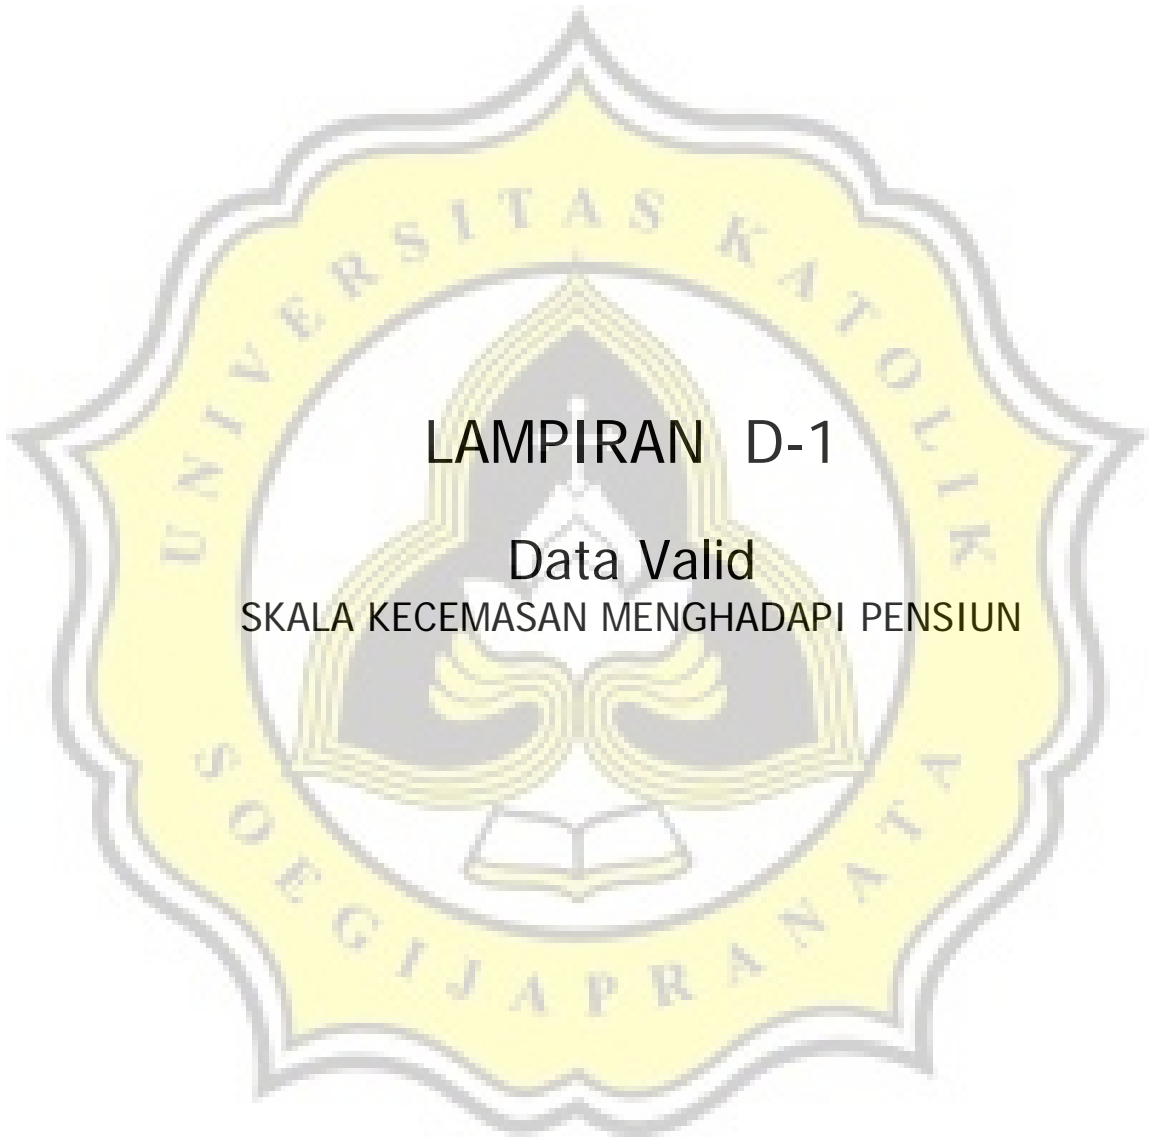 UNIVERSITAS KATOLIK
LAMPIRAN D-1
Data Valid
SKALA KECEMASAN MENGHADAPI PENSIUN
SOEGIJAPRANATA